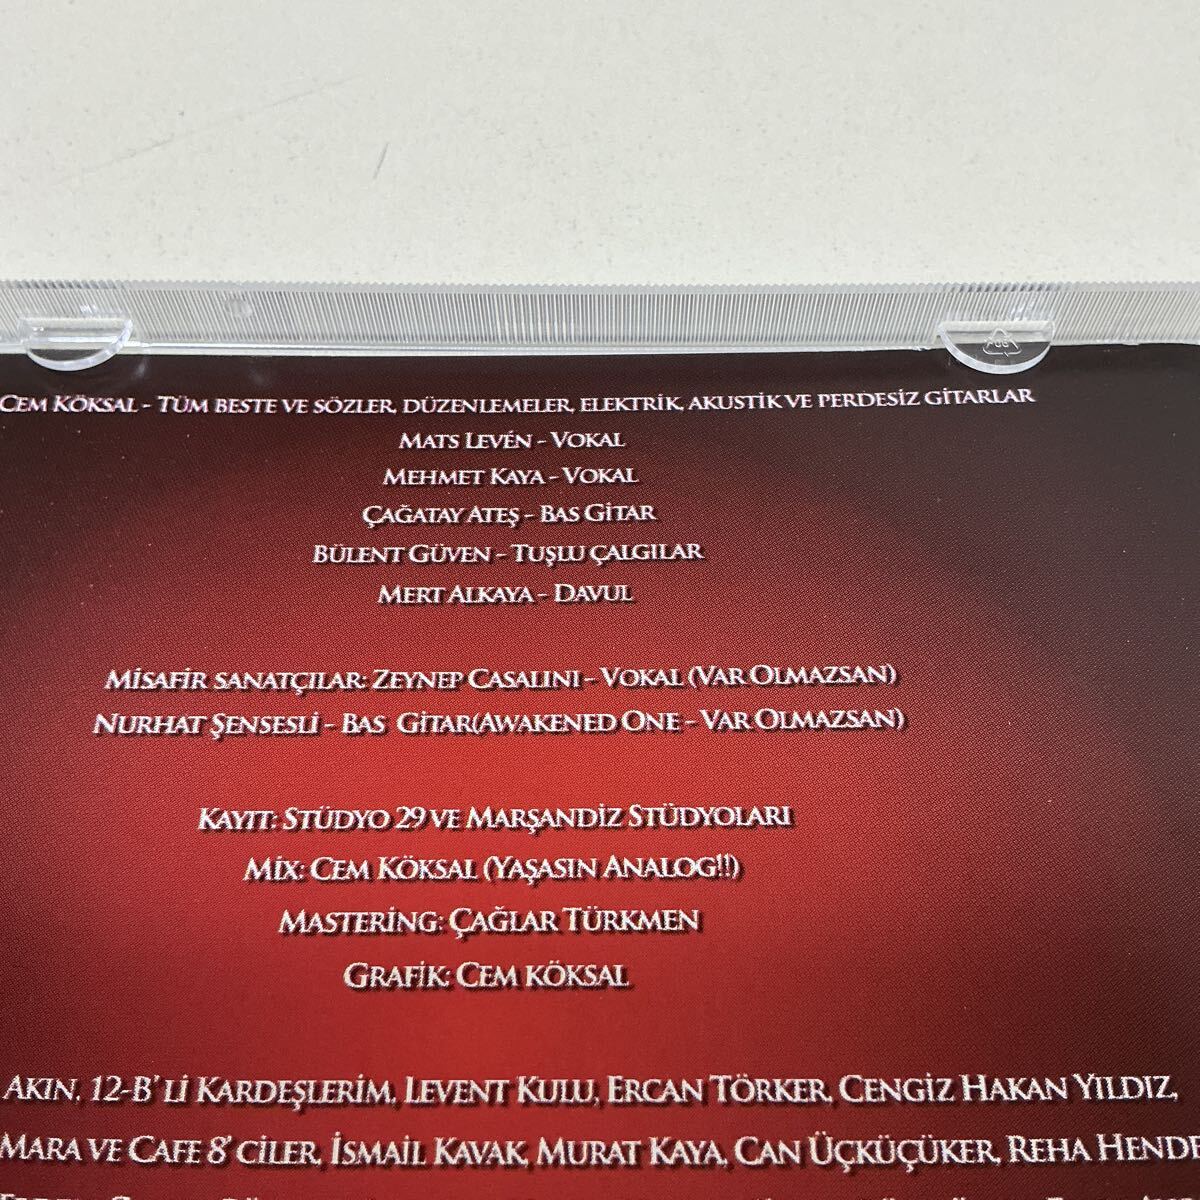 Cem Köksal - Tüm beste ve sözler, düzenlemeler, elektrik, akustik ve perdesiz gitarlar
Mats Levén - Vokal
Mehmet Kaya - Vokal
Çağatay Ateş - Bas Gitar
Bülent Güven - Tuşlu çalgılar
Mert Alkaya - Davul
Misafir sanatçılar: Zeynep Casalini - Vokal (Var Olmazsan)
Nurhat Şensesli - Bas Gitar(Awakened One - Var Olmazsan)
Kayıt: Stüdyo 29 ve Marşandiz Stüdyoları
Mix: Cem Köksal (Yaşasın Analog!!)
Mastering: Çağlar Türkmen
Grafik: Cem Köksal
Akın, 12-B' li Kardeşlerim, Levent Kulu, Ercan Törker, Cengiz Hakan Yıldız,
Mara ve Cafe 8' ciler, İsmail Kavak, Murat Kaya, Can Üçküçüker, Reha Hende